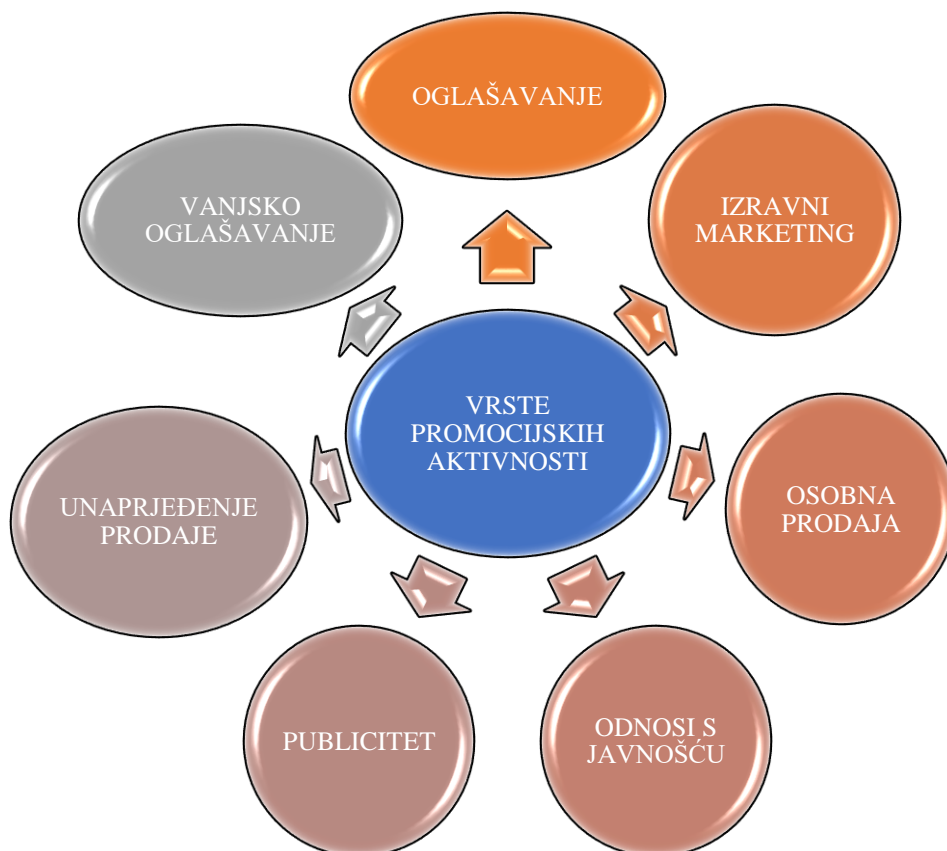 OGLAŠAVANJE
IZRAVNI
MARKETING
OSOBNA
PRODAJA
ODNOSI S
JAVNOŠĆU
PUBLICITET
UNAPRJEĐENJE
PRODAJE
VANJSKO
OGLAŠAVANJE
VRSTE
PROMOCIJSKIH
AKTIVNOSTI